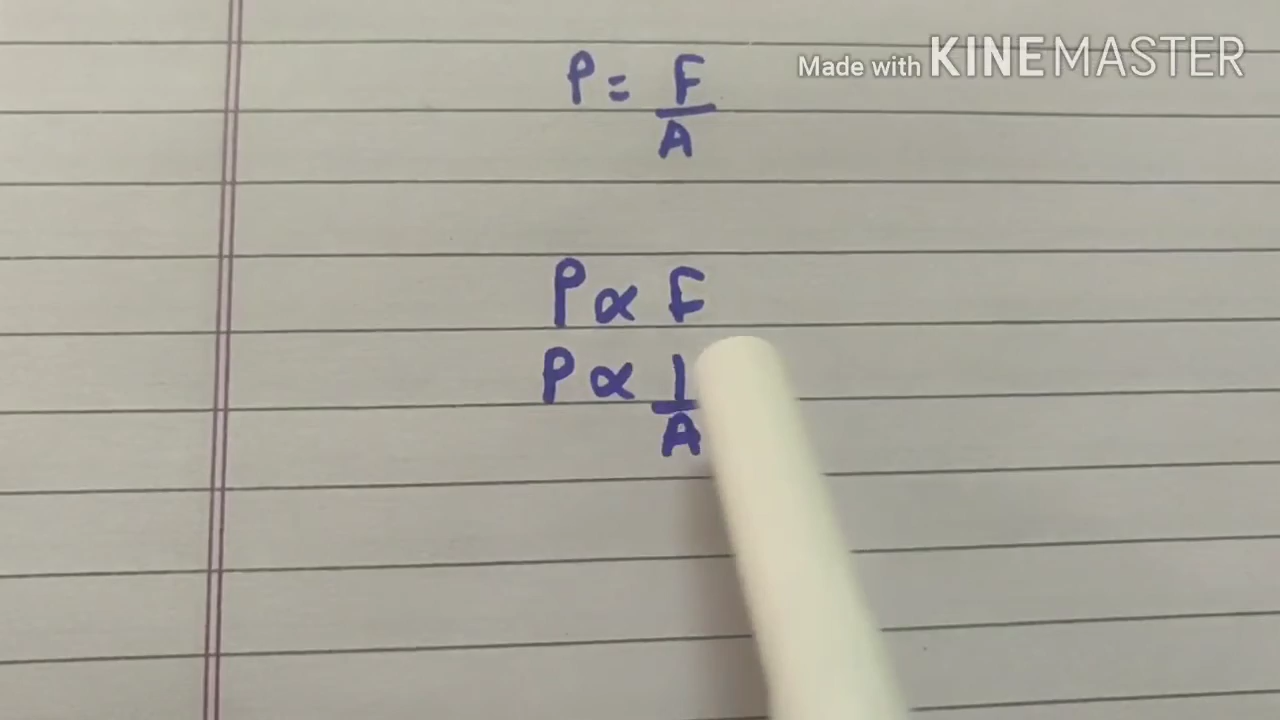 Made with KINEMASTER
P = F/A
P ∝ F
P ∝ 1/A